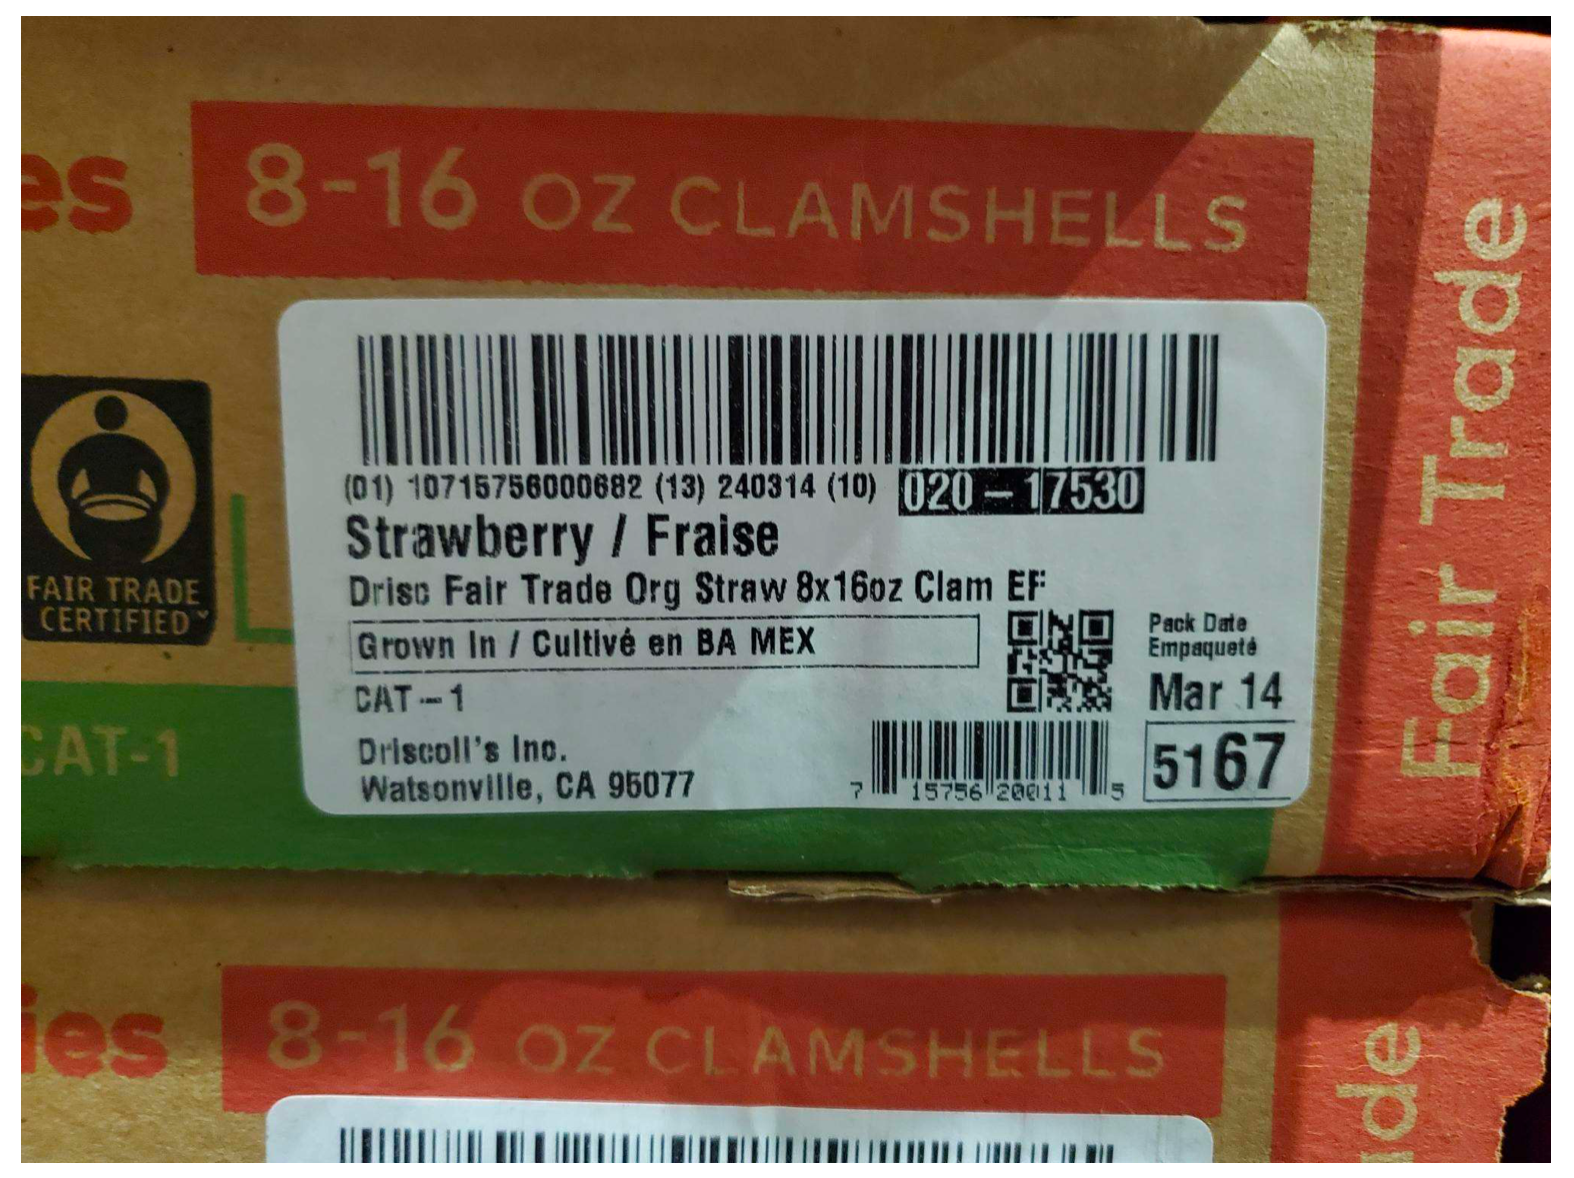 es 8-16 OZ CLAMSHELLS
(01) 10715756000682 (13) 240314 (10) 020-17530
Strawberry / Fraise
Drisc Fair Trade Org Straw 8x16oz Clam EF
Grown In / Cultivé en BA MEX
Pack Date
Empaqueté
Mar 14
CAT-1
Driscoll's Inc.
Watsonville, CA 95077
7 15756 20011 5
5167
FAIR TRADE
CERTIFIED
CAT-1
Fair Trade
ies 8-16 OZ CLAMSHELLS
ide